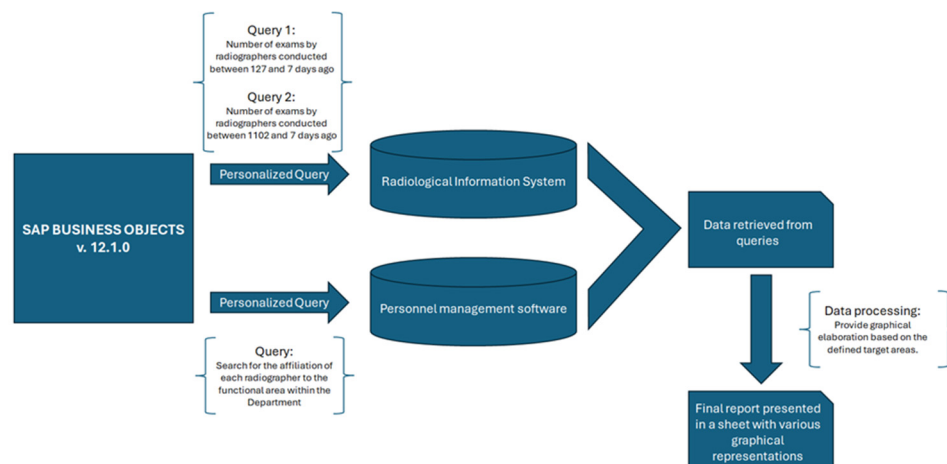 Query 1:
Number of exams by
radiographers conducted
between 127 and 7 days ago
Query 2:
Number of exams by
radiographers conducted
between 1102 and 7 days ago
SAP BUSINESS OBJECTS
v. 12.1.0
Personalized Query
Radiological Information System
Personalized Query
Personnel management software
Query:
Search for the affiliation of
each radiographer to the
functional area within the
Department
Data retrieved from
queries
Data processing:
Provide graphical
elaboration based on the
defined target areas.
Final report presented
in a sheet with various
graphical
representations